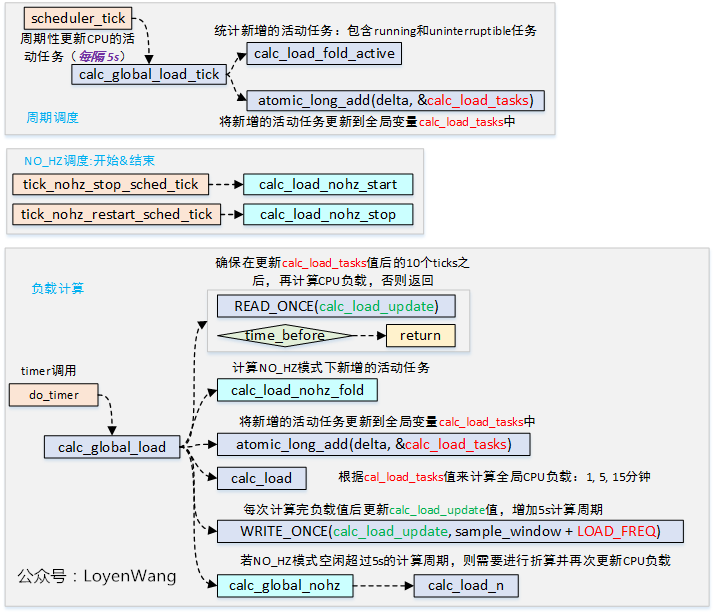 scheduler_tick
周期性更新CPU的活
动任务（每隔5s）
calc_global_load_tick
统计新增的活动任务：包含running和uninterruptible任务
calc_load_fold_active
atomic_long_add(delta, &calc_load_tasks)
将新增的活动任务更新到全局变量calc_load_tasks中
周期调度
NO_HZ调度:开始&结束
tick_nohz_stop_sched_tick
calc_load_nohz_start
tick_nohz_restart_sched_tick
calc_load_nohz_stop
负载计算
确保在更新calc_load_tasks值后的10个ticks之
后，再计算CPU负载，否则返回
READ_ONCE(calc_load_update)
time_before
return
timer调用
do_timer
calc_global_load
计算NO_HZ模式下新增的活动任务
calc_load_nohz_fold
将新增的活动任务更新到全局变量calc_load_tasks中
atomic_long_add(delta, &calc_load_tasks)
calc_load
根据cal_load_tasks值来计算全局CPU负载：1, 5, 15分钟
每次计算完负载值后更新calc_load_update值，增加5s计算周期
WRITE_ONCE(calc_load_update, sample_window + LOAD_FREQ)
若NO_HZ模式空闲超过5s的计算周期，则需要进行折算并再次更新CPU负载
calc_global_nohz
calc_load_n
公众号：LoyenWang